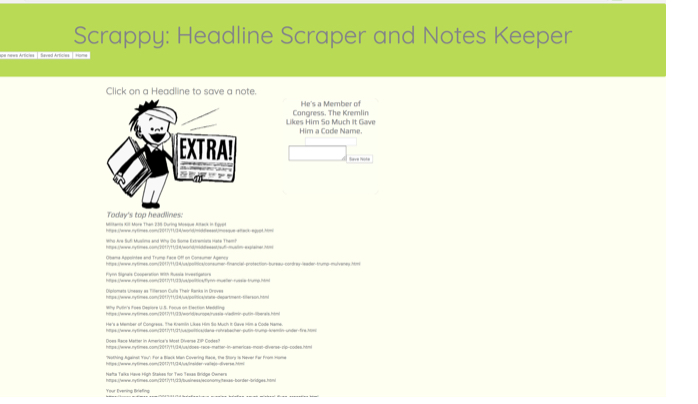 Scrappy: Headline Scraper and Notes Keeper
news Articles
Saved Articles
Home
Click on a Headline to save a note.
EXTRA!
He's a Member of
Congress. The Kremlin
Likes Him So Much It Gave
Him a Code Name.
Save Note
Today's top headlines:
Militants Kill More Than 230 During Mosque Attack in Egypt
https://www.nytimes.com/2017/11/24/world/middleeast/mosque-attack-egypt.html
Who Are Sufi Muslims and Why Do Some Extremists Hate Them?
https://www.nytimes.com/2017/11/24/world/middleeast/sufi-muslim-explainer.html
Obama Appointee and Trump Face Off on Consumer Agency
https://www.nytimes.com/2017/11/24/us/politics/consumer-financial-protection-bureau-cordray-leader-trump-mulvaney.html
Flynn Signals Cooperation With Russia Investigators
https://www.nytimes.com/2017/11/23/us/politics/flynn-mueller-russia-trump.html
Diplomats Uneasy as Tillerson Culls Their Ranks in Droves
https://www.nytimes.com/2017/11/24/us/politics/state-department-tillerson.html
Why Putin's Foes Deplore U.S. Focus on Election Meddling
https://www.nytimes.com/2017/11/23/world/europe/russia-vladimir-putin-liberals.html
He's a Member of Congress. The Kremlin Likes Him So Much It Gave Him a Code Name.
https://www.nytimes.com/2017/11/21/us/politics/dana-rohrabacher-putin-trump-kremlin-under-fire.html
Does Race Matter in America's Most Diverse ZIP Codes?
https://www.nytimes.com/2017/11/24/us/does-race-matter-in-americas-most-diverse-zip-codes.html
'Nothing Against You': For a Black Man Covering Race, the Story Is Never Far From Home
https://www.nytimes.com/2017/11/24/us/insider-vallejo-diverse.html
Nafta Talks Have High Stakes for Two Texas Bridge Owners
https://www.nytimes.com/2017/11/23/business/economy/texas-border-bridges.html
Your Evening Briefing